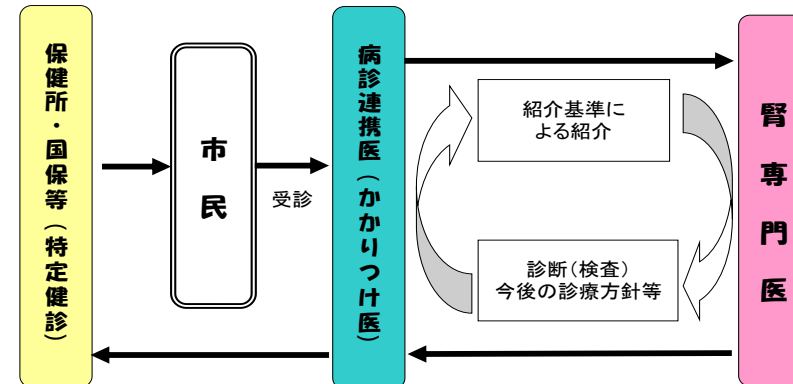 保健所・国保等（特定健診）
市民
受診
病診連携医（かかりつけ医）
紹介基準に
よる紹介
診断（検査）
今後の診療方針等
腎専門医